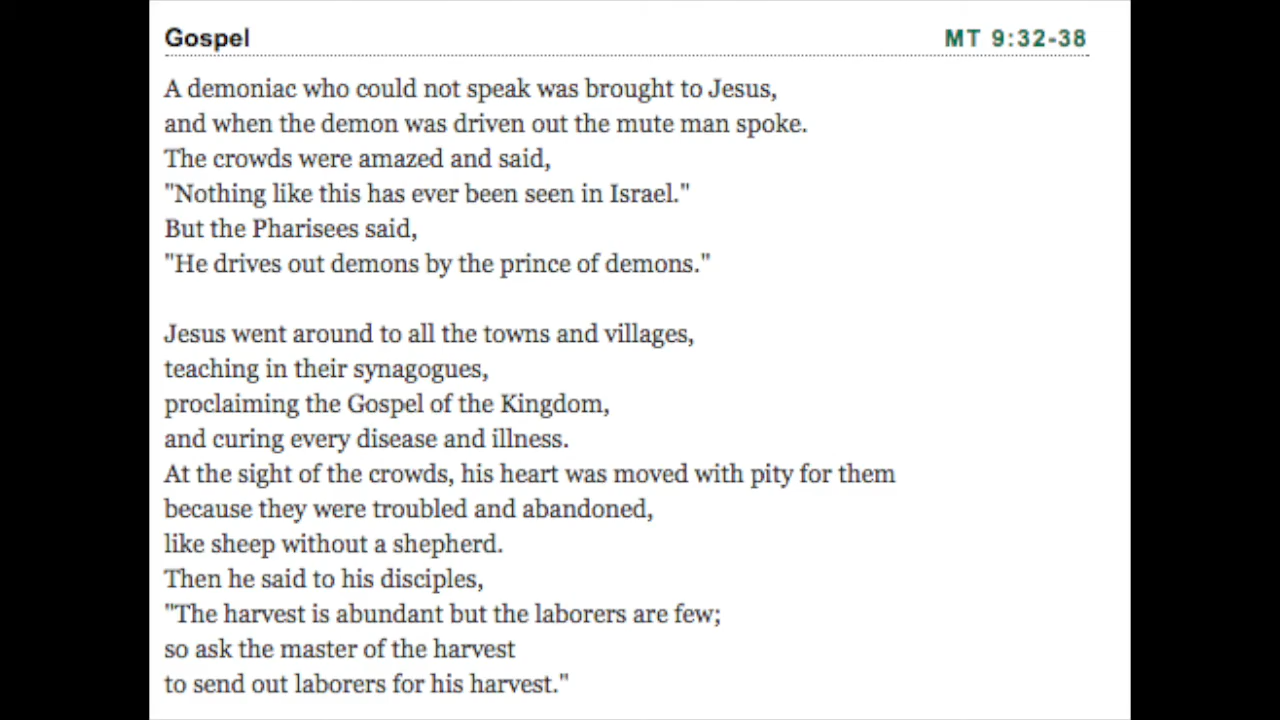 Gospel MT 9:32-38
A demoniac who could not speak was brought to Jesus,
and when the demon was driven out the mute man spoke.
The crowds were amazed and said,
"Nothing like this has ever been seen in Israel."
But the Pharisees said,
"He drives out demons by the prince of demons."
Jesus went around to all the towns and villages,
teaching in their synagogues,
proclaiming the Gospel of the Kingdom,
and curing every disease and illness.
At the sight of the crowds, his heart was moved with pity for them
because they were troubled and abandoned,
like sheep without a shepherd.
Then he said to his disciples,
"The harvest is abundant but the laborers are few;
so ask the master of the harvest
to send out laborers for his harvest."